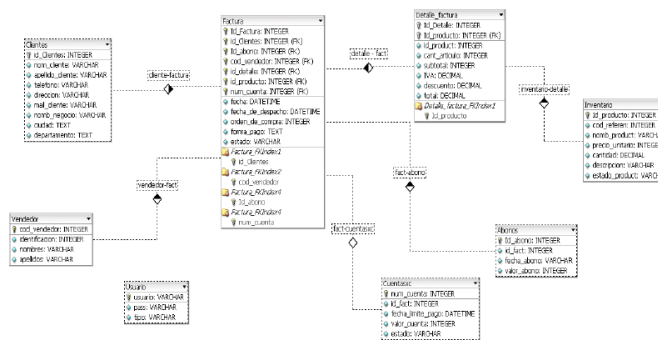 Clientes
Id_Clientes: INTEGER
nom_cliente: VARCHAR
apellido_cliente: VARCHAR
telefono: VARCHAR
direccion: VARCHAR
mail_cliente: VARCHAR
nomb_negocio: VARCHAR
ciudad: TEXT
departamento: TEXT
cliente-factura
Factura
Id_Factura: INTEGER
Id_Clientes: INTEGER (FK)
Id_abono: INTEGER (FK)
cod_vendedor: INTEGER (FK)
Id_detalle: INTEGER (FK)
Id_producto: INTEGER (FK)
num_cuenta: INTEGER (FK)
fecha: DATETIME
fecha_de_despacho: DATETIME
orden_de_compra: INTEGER
forma_pago: TEXT
estado: VARCHAR
Factura_FKIndex1
Id_Clientes
Factura_FKIndex2
cod_vendedor
Factura_FKIndex4
Id_abono
Factura_FKIndex4
num_cuenta
detalle - fact
Detalle_factura
Id_Detalle: INTEGER
Id_producto: INTEGER (FK)
id_product: INTEGER
cant_articulo: INTEGER
subtotal: INTEGER
IVA: DECIMAL
descuento: DECIMAL
total: DECIMAL
Detalle_factura_FKIndex1
Id_producto
inventario-detalle
Inventario
Id_producto: INTEGER
cod_referen: INTEGER
nomb_product: VARCHA
precio_unitario: INTEGE
cantidad: DECIMAL
descripcion: VARCHAR
estado_product: VARCH
vendedor-fact
fact-abono
fact-cuentasxc
Vendedor
cod_vendedor: INTEGER
identificacion: INTEGER
nombres: VARCHAR
apellidos: VARCHAR
Usuario
usuario: VARCHAR
pass: VARCHAR
tipo: VARCHAR
Cuentasxc
num_cuenta: INTEGER
id_fact: INTEGER
fecha_limite_pago: DATETIME
valor_cuenta: INTEGER
estado: VARCHAR
Abonos
Id_abono: INTEGER
id_fact: INTEGER
fecha_abono: VARCHAR
valor_abono: INTEGER